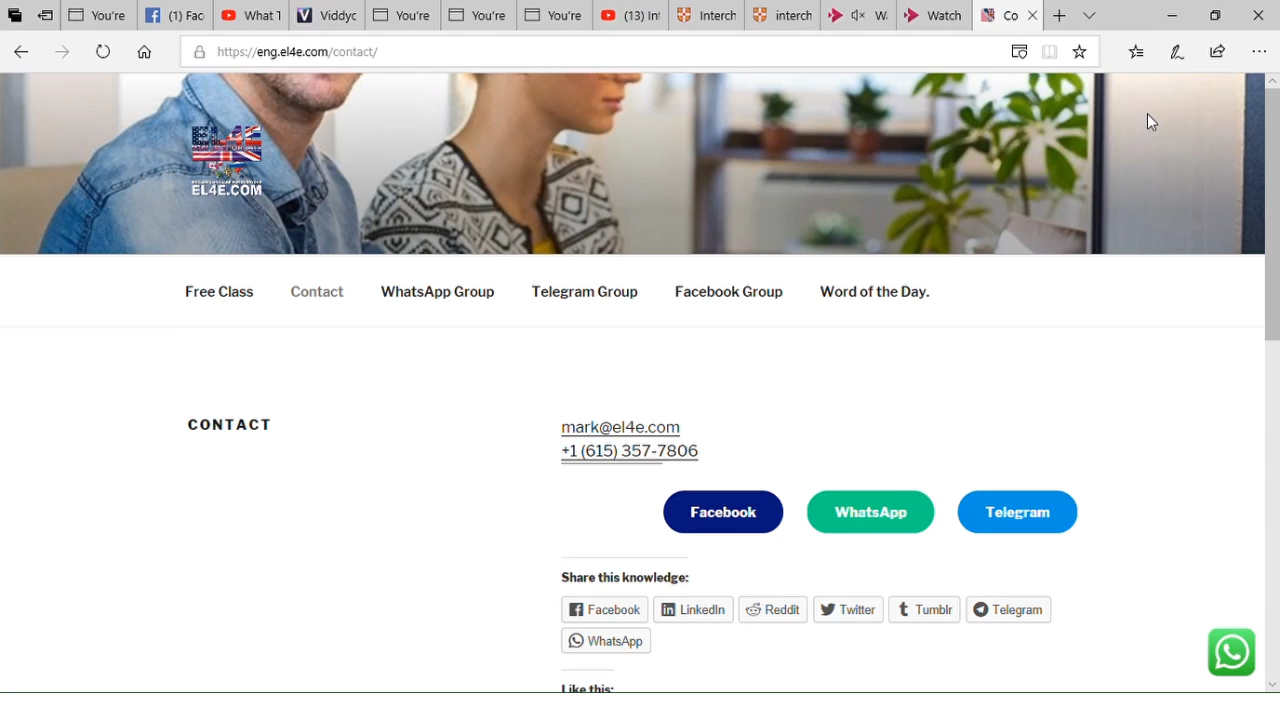 You're
(1) Fac
What T
Viddyc
You're
You're
You're
(13) Int
Interch
interch
Wa
Watch
Co
https://eng.el4e.com/contact/
EL4E
EL4E.COM
Free Class
Contact
WhatsApp Group
Telegram Group
Facebook Group
Word of the Day.
CONTACT
mark@el4e.com
+1 (615) 357-7806
Facebook
WhatsApp
Telegram
Share this knowledge:
Facebook
LinkedIn
Reddit
Twitter
Tumblr
Telegram
WhatsApp
Like this: